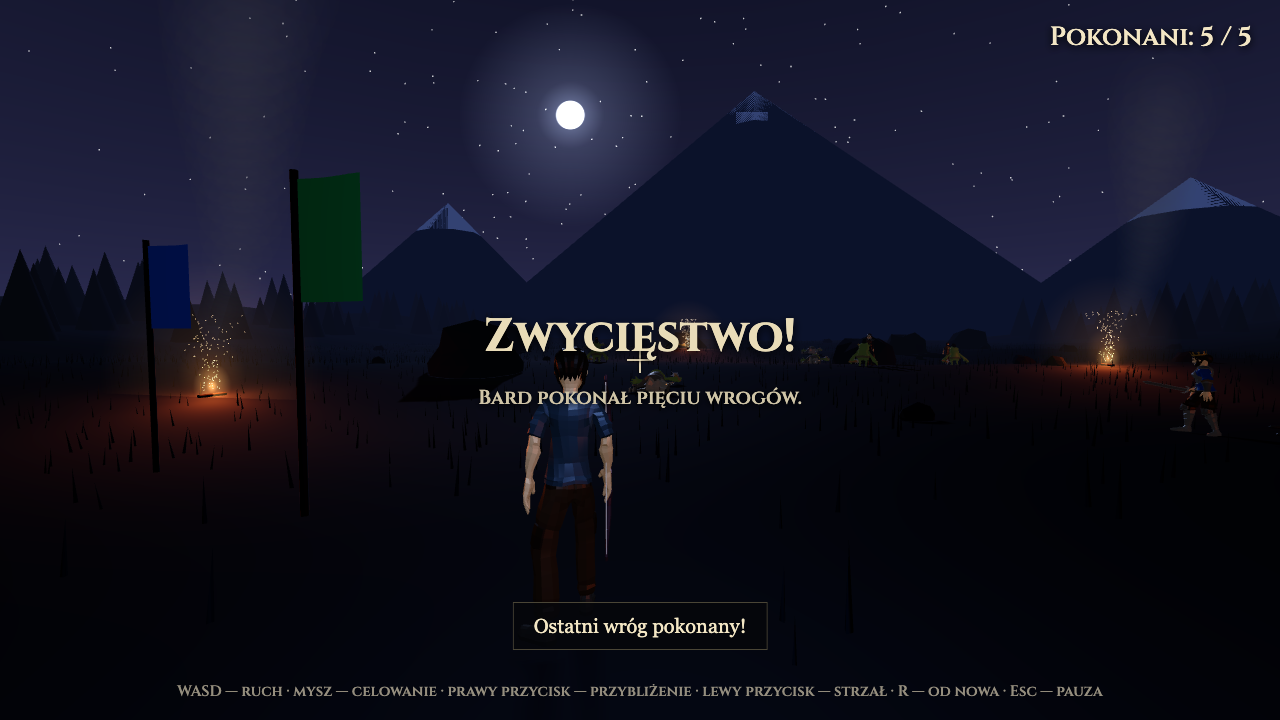 Pokonani: 5 / 5
Zwycięstwo!
Bard pokonał pięciu wrogów.
Ostatni wróg pokonany!
WASD — ruch · mysz — celowanie · prawy przycisk — przybliżenie · lewy przycisk — strzał · R — od nowa · Esc — pauza